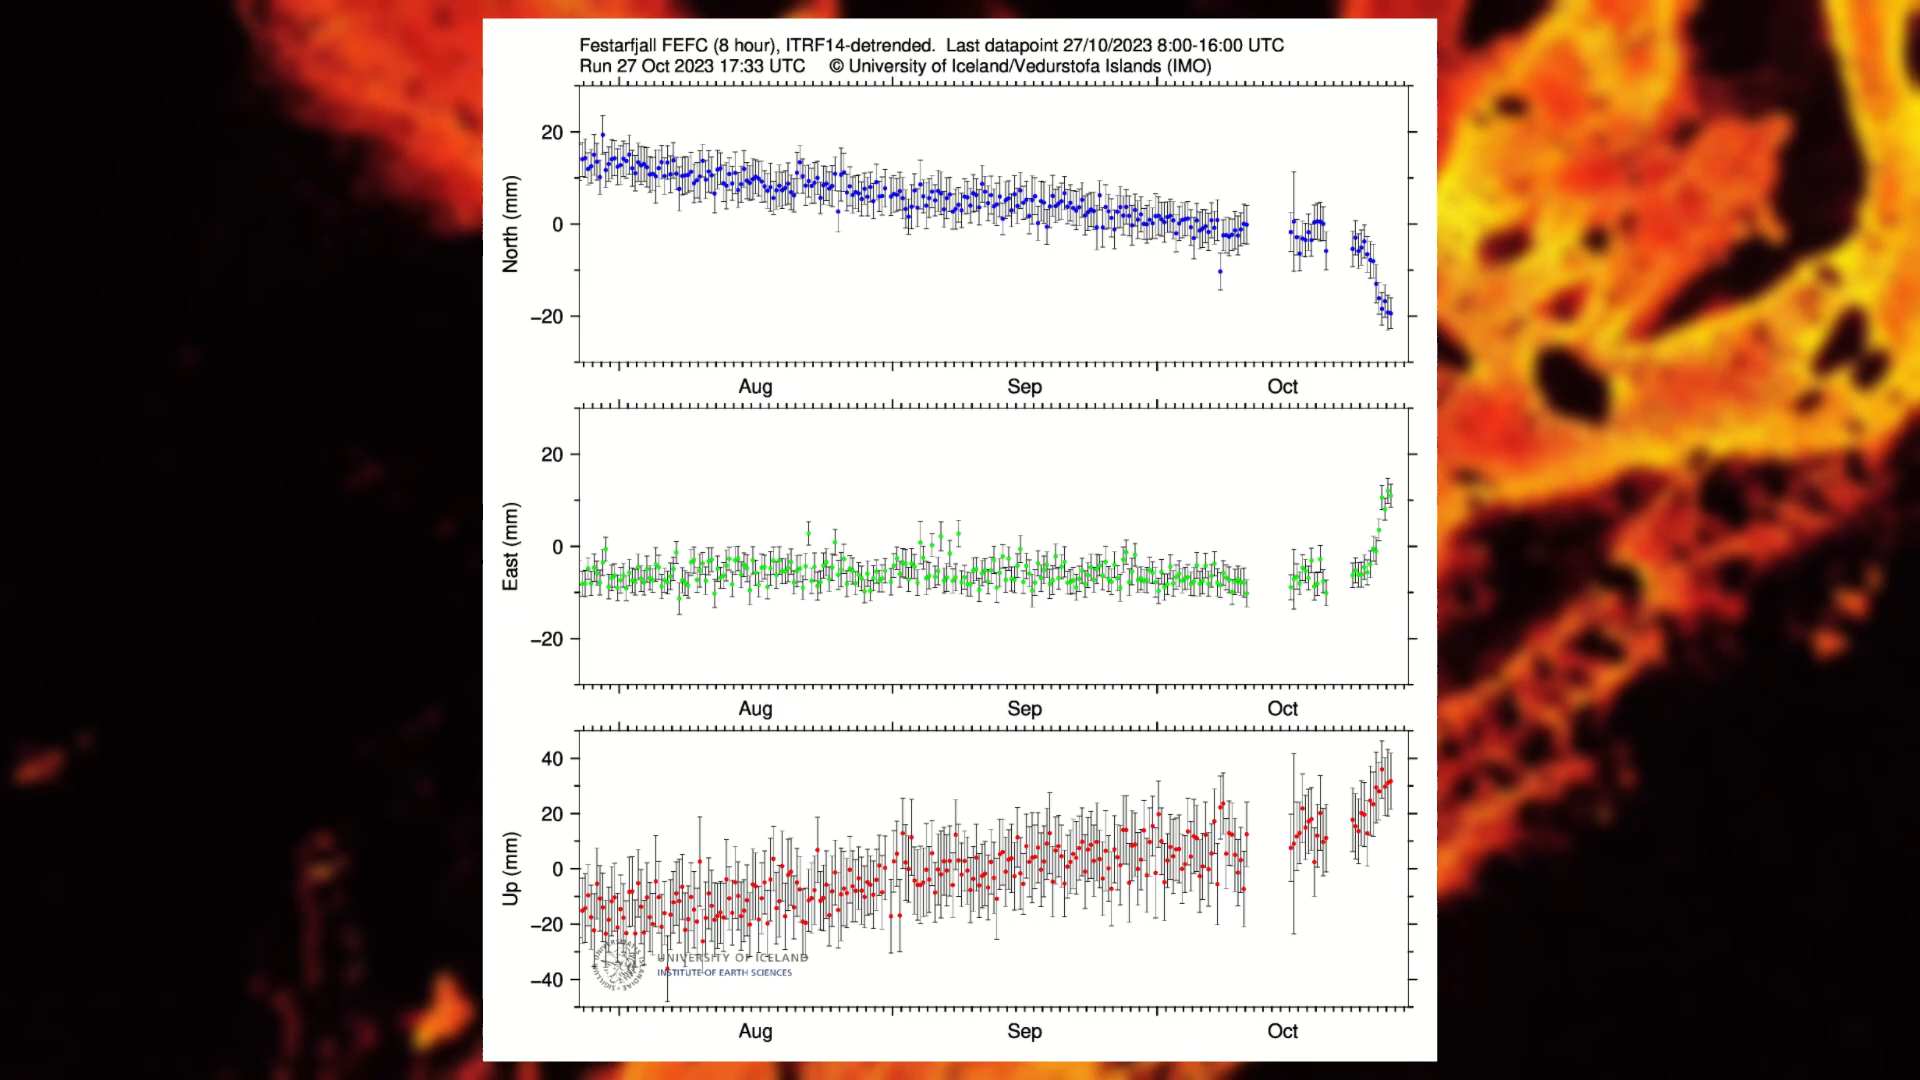 Festarfjall FEFC (8 hour), ITRF14-detrended. Last datapoint 27/10/2023 8:00-16:00 UTC
Run 27 Oct 2023 17:33 UTC © University of Iceland/Vedurstofa Islands (IMO)
North (mm)
20
0
−20
Aug Sep Oct
East (mm)
20
0
−20
Aug Sep Oct
Up (mm)
40
20
0
−20
−40
UNIVERSITY OF ICELAND
INSTITUTE OF EARTH SCIENCES
Aug Sep Oct